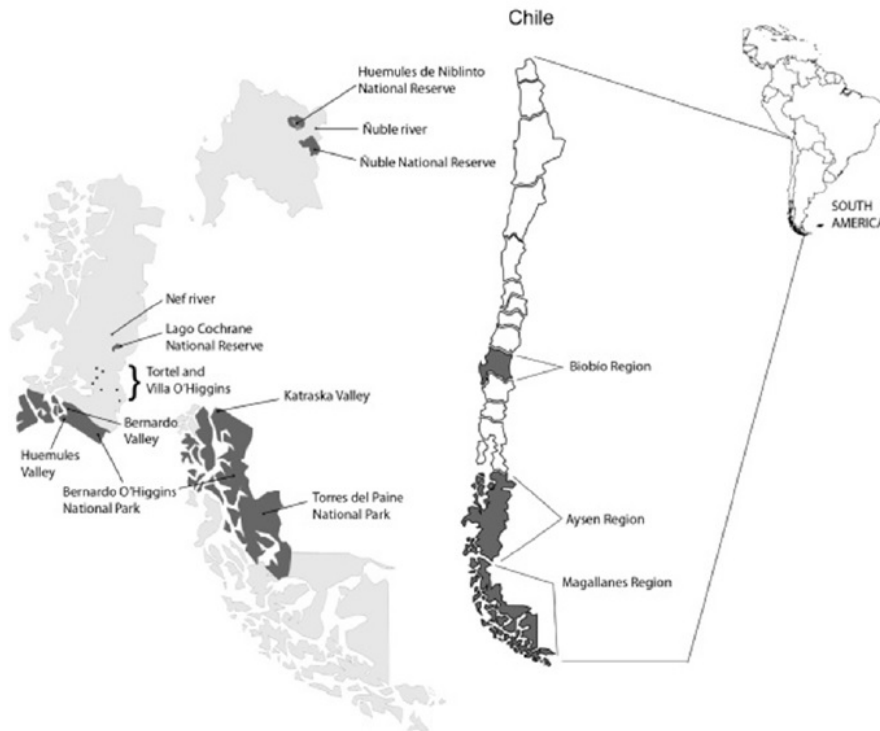 Chile
Huemules de Niblinto
National Reserve
Ñuble river
Ñuble National Reserve
SOUTH
AMERICA
Nef river
Lago Cochrane
National Reserve
Tortel and
Villa O'Higgins
Biobio Region
Katraska Valley
Bernardo
Valley
Huemules
Valley
Bernardo O'Higgins
National Park
Torres del Paine
National Park
Aysen Region
Magallanes Region